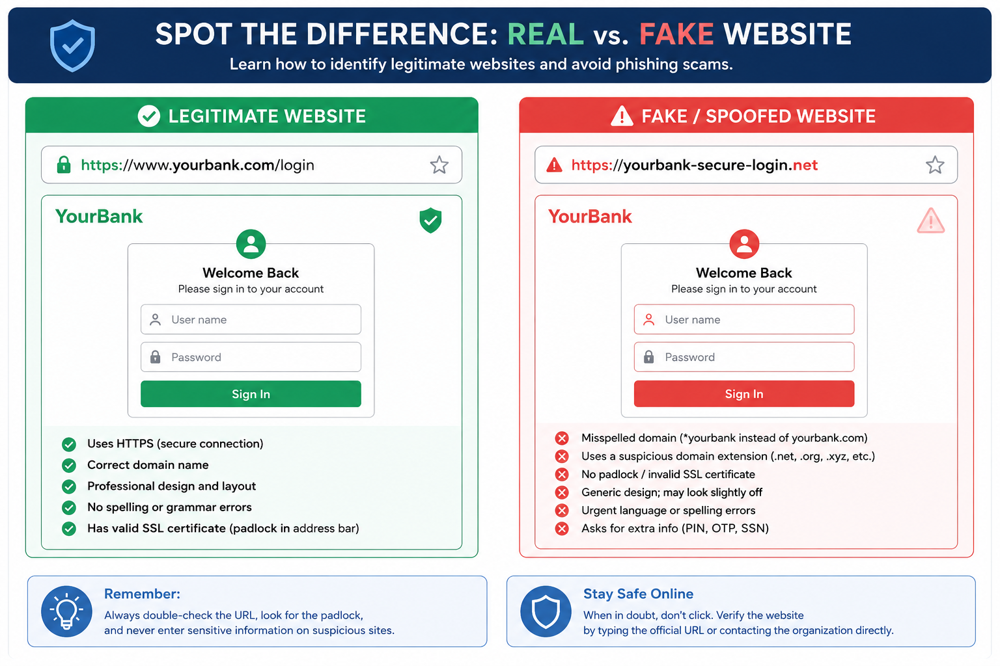 SPOT THE DIFFERENCE: REAL vs. FAKE WEBSITE
Learn how to identify legitimate websites and avoid phishing scams.
LEGITIMATE WEBSITE
https://www.yourbank.com/login
YourBank
Welcome Back
Please sign in to your account
User name
Password
Sign In
Uses HTTPS (secure connection)
Correct domain name
Professional design and layout
No spelling or grammar errors
Has valid SSL certificate (padlock in address bar)
FAKE / SPOOFED WEBSITE
https://yourbank-secure-login.net
YourBank
Welcome Back
Please sign in to your account
User name
Password
Sign In
Misspelled domain (*yourbank instead of yourbank.com)
Uses a suspicious domain extension (.net, .org, .xyz, etc.)
No padlock / invalid SSL certificate
Generic design; may look slightly off
Urgent language or spelling errors
Asks for extra info (PIN, OTP, SSN)
Remember:
Always double-check the URL, look for the padlock,
and never enter sensitive information on suspicious sites.
Stay Safe Online
When in doubt, don't click. Verify the website
by typing the official URL or contacting the organization directly.